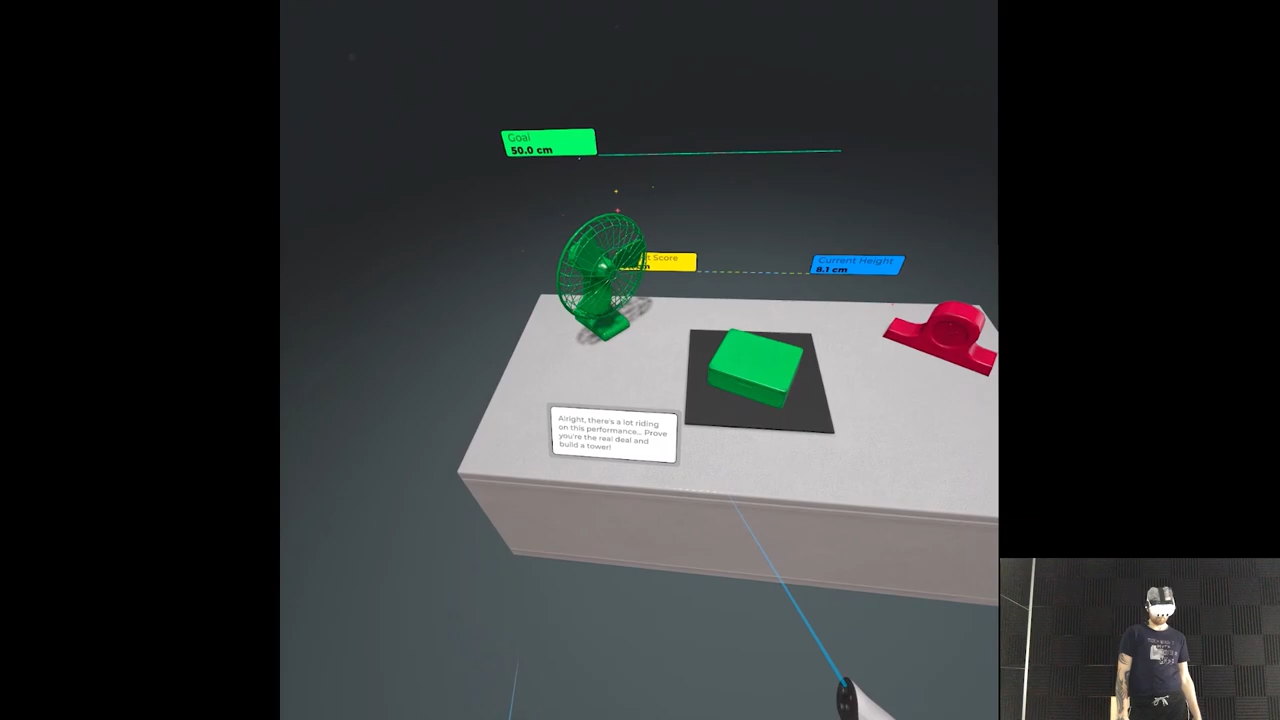 Goal
50.0 cm
t Score
Current Height
8.1 cm
Alright, there's a lot riding
on this performance... Prove
you're the real deal and
build a tower!